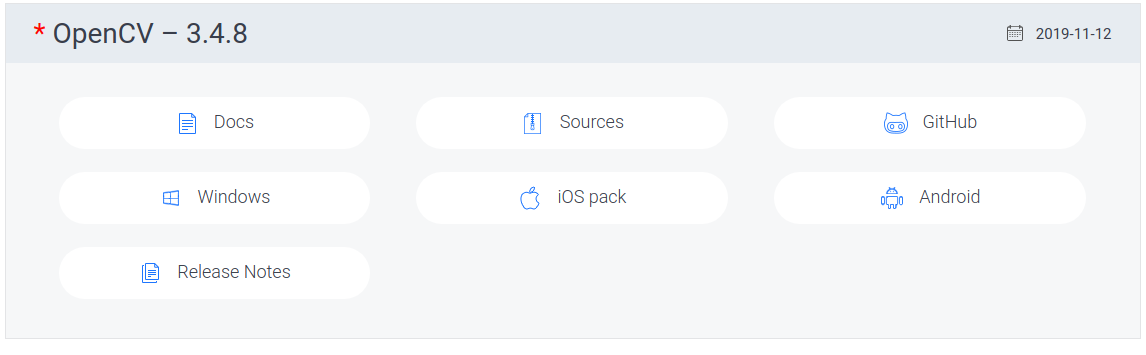 * OpenCV – 3.4.8
2019-11-12
Docs
Sources
GitHub
Windows
iOS pack
Android
Release Notes